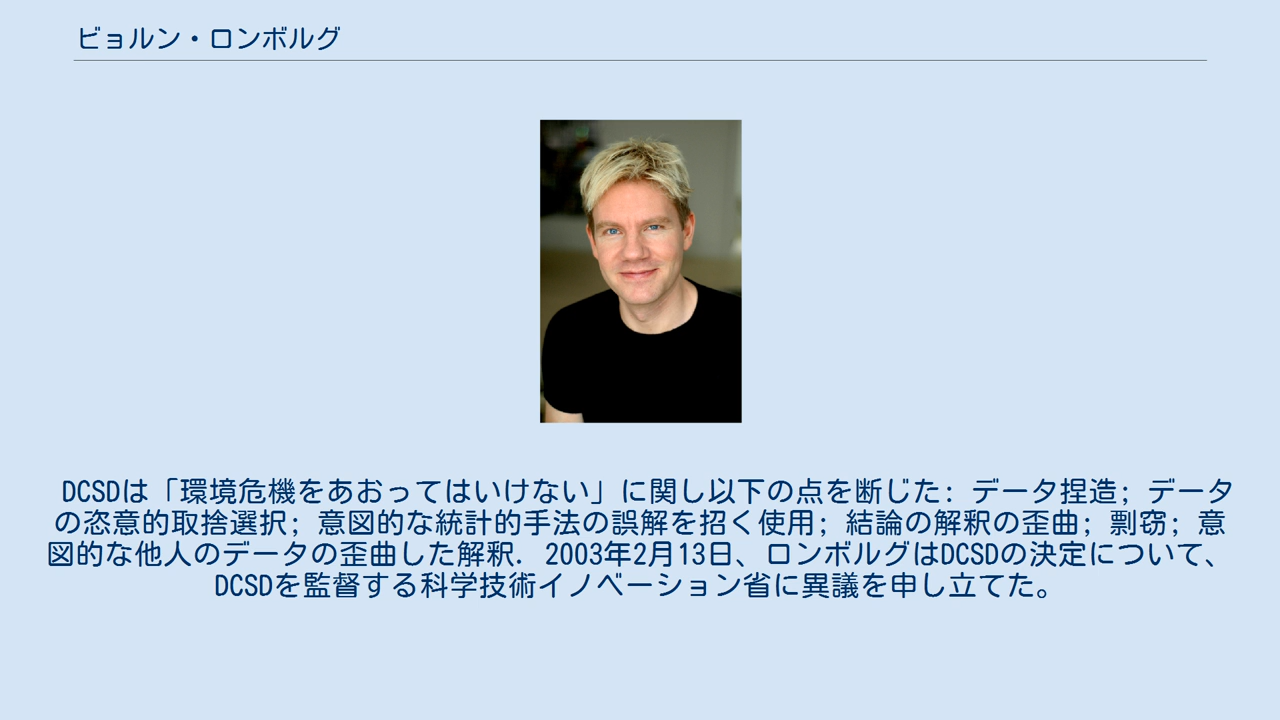 ビョルン・ロンボルグ
DCSDは「環境危機をあおってはいけない」に関し以下の点を断じた: データ捏造; データ
の恣意的取捨選択; 意図的な統計的手法の誤解を招く使用; 結論の解釈の歪曲; 剽窃; 意
図的な他人のデータの歪曲した解釈. 2003年2月13日、ロンボルグはDCSDの決定について、
DCSDを監督する科学技術イノベーション省に異議を申し立てた。